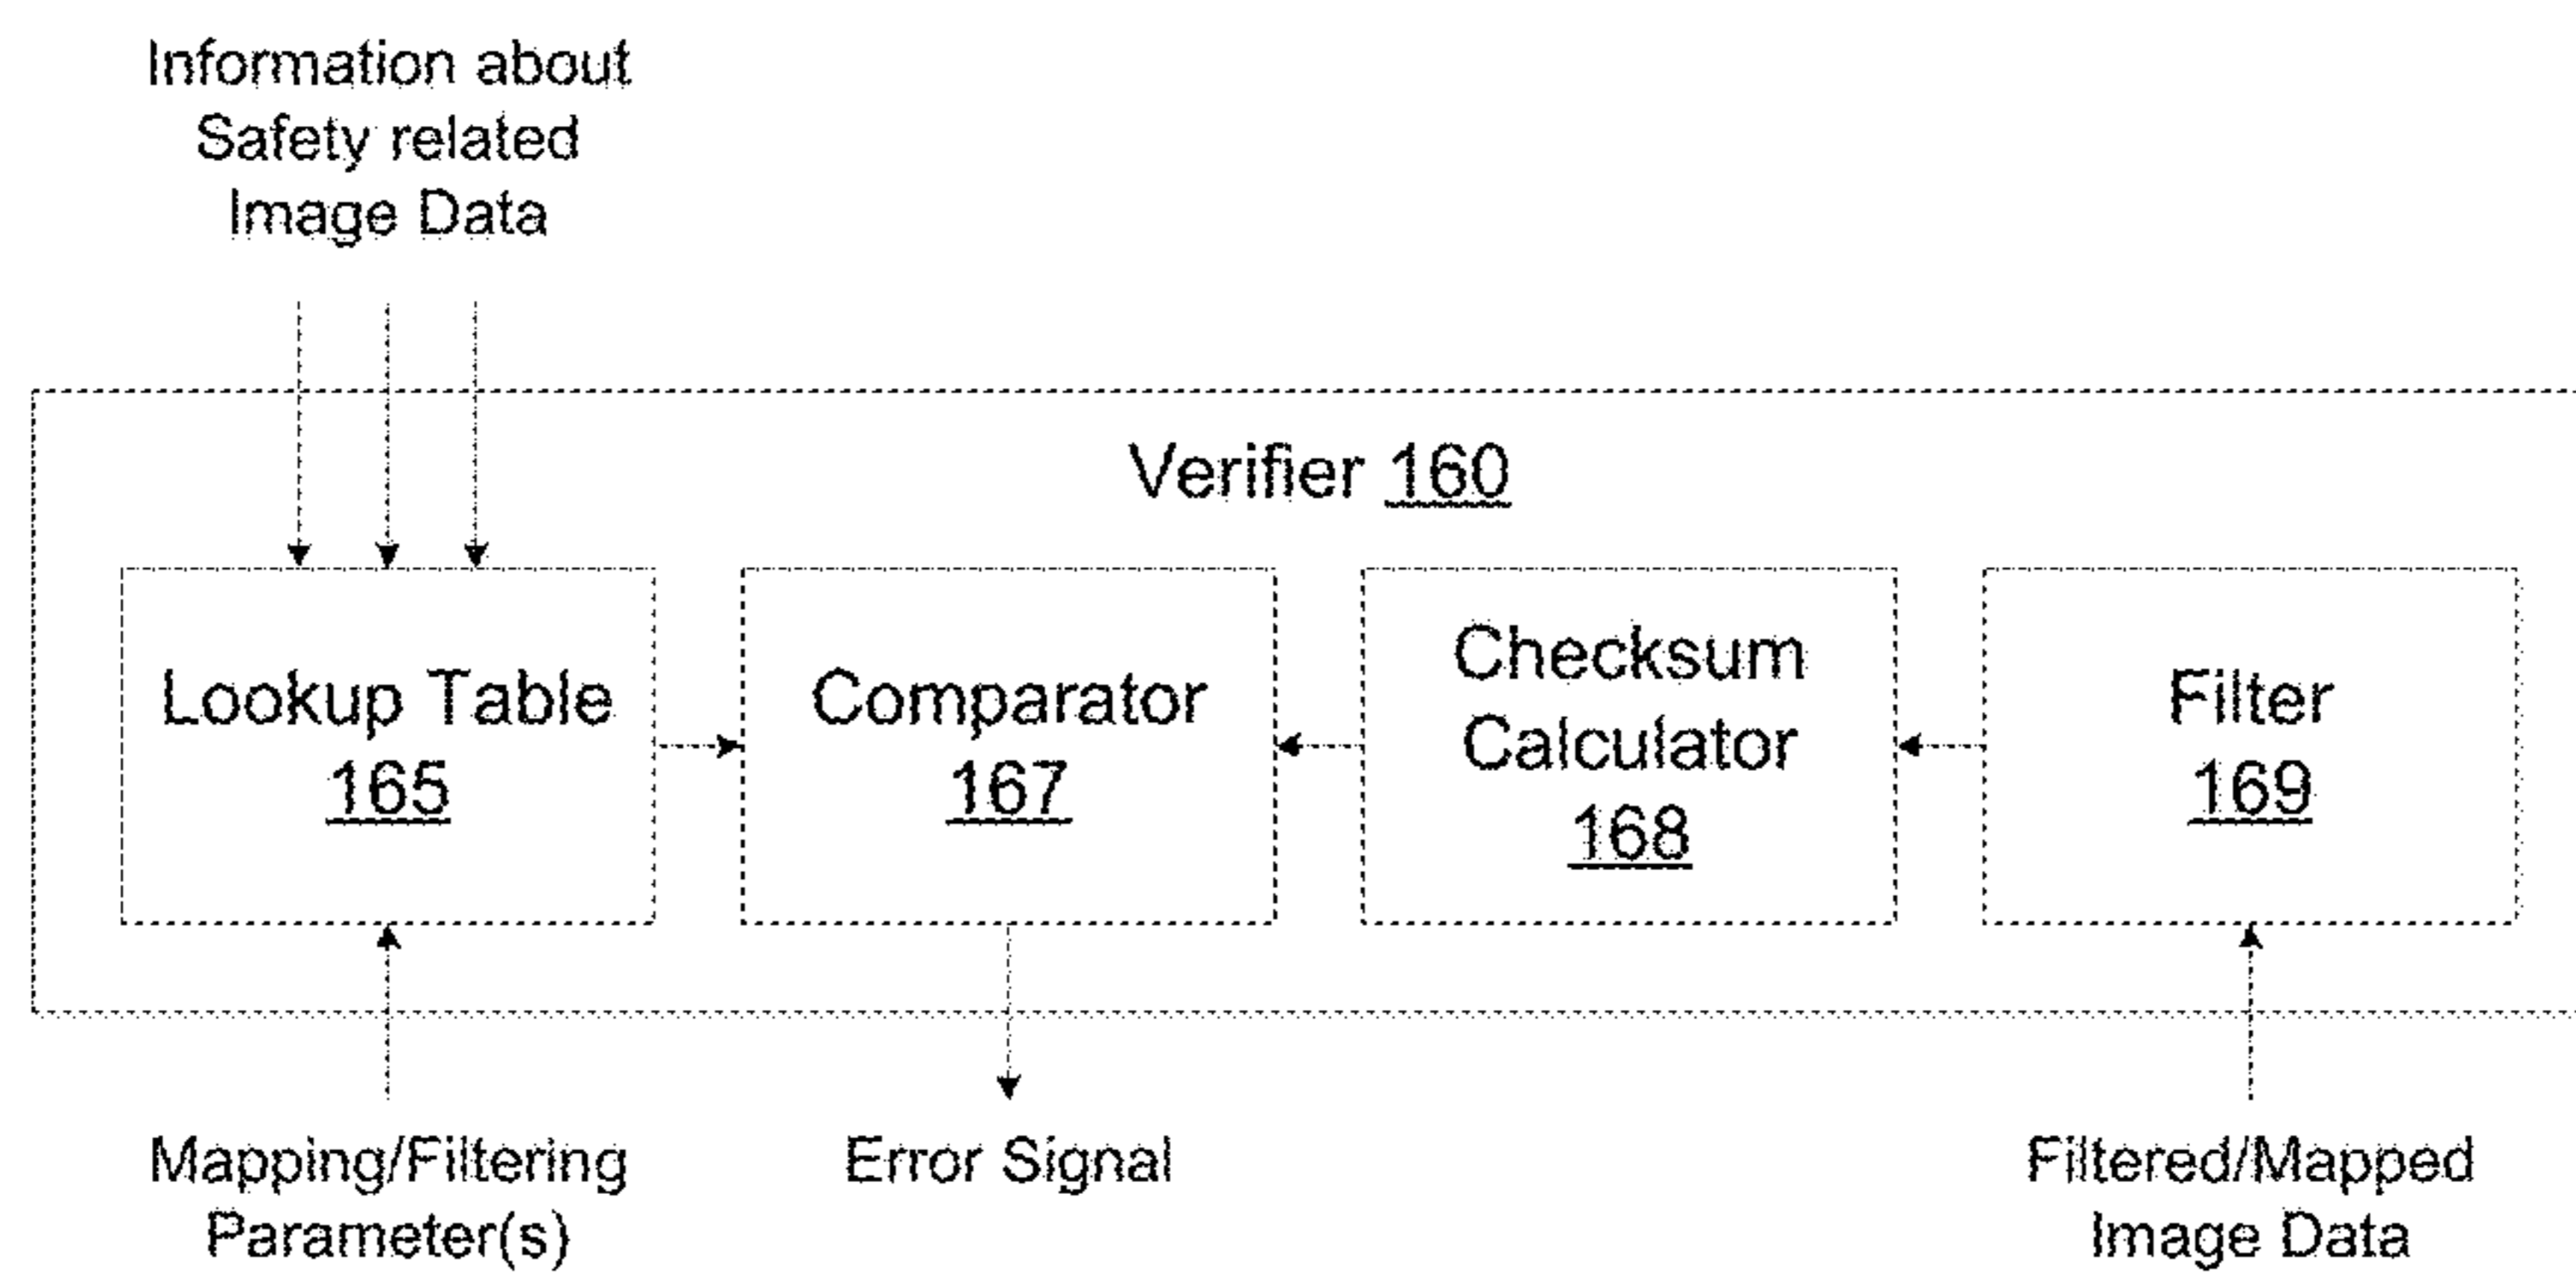 Information about
Safety related
Image Data
Verifier 160
Lookup Table
165
Comparator
167
Checksum
Calculator
168
Filter
169
Mapping/Filtering
Parameter(s)
Error Signal
Filtered/Mapped
Image Data